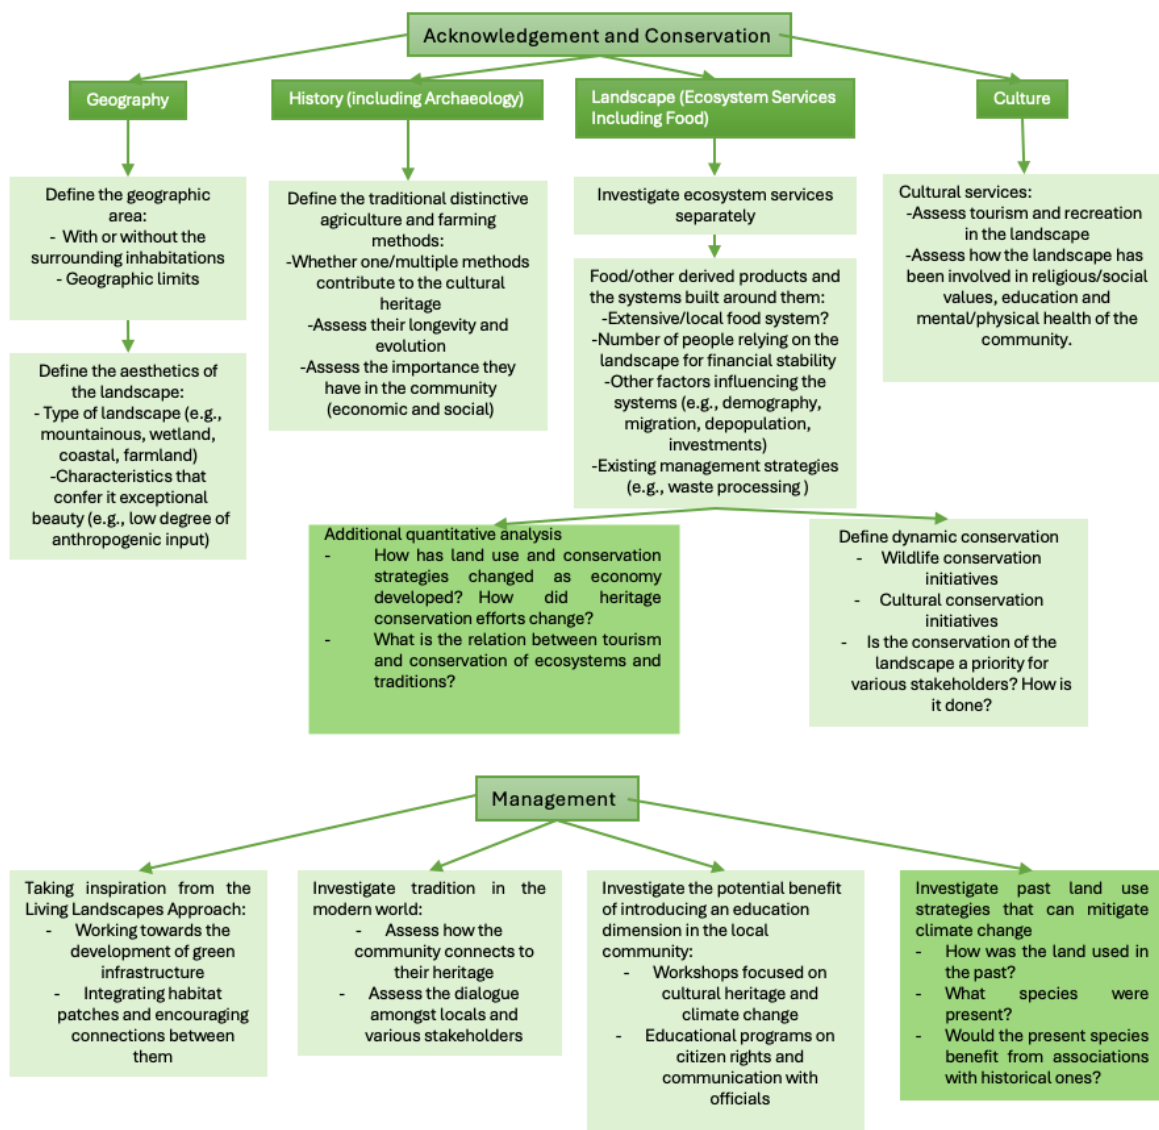 Acknowledgement and Conservation
Geography
History (including Archaeology)
Landscape (Ecosystem Services
Including Food)
Culture
Define the geographic
area:
- With or without the
surrounding inhabitations
- Geographic limits
Define the aesthetics of
the landscape:
- Type of landscape (e.g.,
mountainous, wetland,
coastal, farmland)
-Characteristics that
confer it exceptional
beauty (e.g., low degree of
anthropogenic input)
Define the traditional distinctive
agriculture and farming
methods:
-Whether one/multiple methods
contribute to the cultural
heritage
-Assess their longevity and
evolution
-Assess the importance they
have in the community
(economic and social)
Investigate ecosystem services
separately
Food/other derived products and
the systems built around them:
-Extensive/local food system?
-Number of people relying on the
landscape for financial stability
-Other factors influencing the
systems (e.g., demography,
migration, depopulation,
investments)
-Existing management strategies
(e.g., waste processing )
Cultural services:
-Assess tourism and recreation
in the landscape
-Assess how the landscape has
been involved in religious/social
values, education and
mental/physical health of the
community.
Additional quantitative analysis
- How has land use and conservation
strategies changed as economy
developed? How did heritage
conservation efforts change?
- What is the relation between tourism
and conservation of ecosystems and
traditions?
Define dynamic conservation
- Wildlife conservation
initiatives
- Cultural conservation
initiatives
- Is the conservation of the
landscape a priority for
various stakeholders? How is
it done?
Management
Taking inspiration from the
Living Landscapes Approach:
- Working towards the
development of green
infrastructure
- Integrating habitat
patches and encouraging
connections between
them
Investigate tradition in the
modern world:
- Assess how the
community connects to
their heritage
- Assess the dialogue
amongst locals and
various stakeholders
Investigate the potential benefit
of introducing an education
dimension in the local
community:
- Workshops focused on
cultural heritage and
climate change
- Educational programs on
citizen rights and
communication with
officials
Investigate past land use
strategies that can mitigate
climate change
- How was the land used in
the past?
- What species were
present?
- Would the present species
benefit from associations
with historical ones?